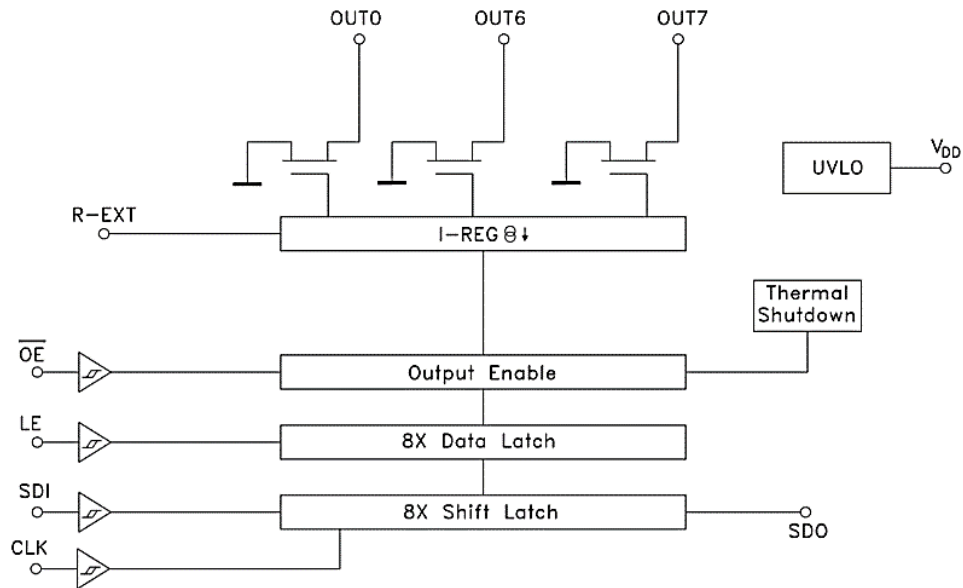 OUT0 OUT6 OUT7
UVLO
VDD
R-EXT
I-REG
Thermal
Shutdown
OE
Output Enable
LE
8X Data Latch
SDI
8X Shift Latch
SDO
CLK